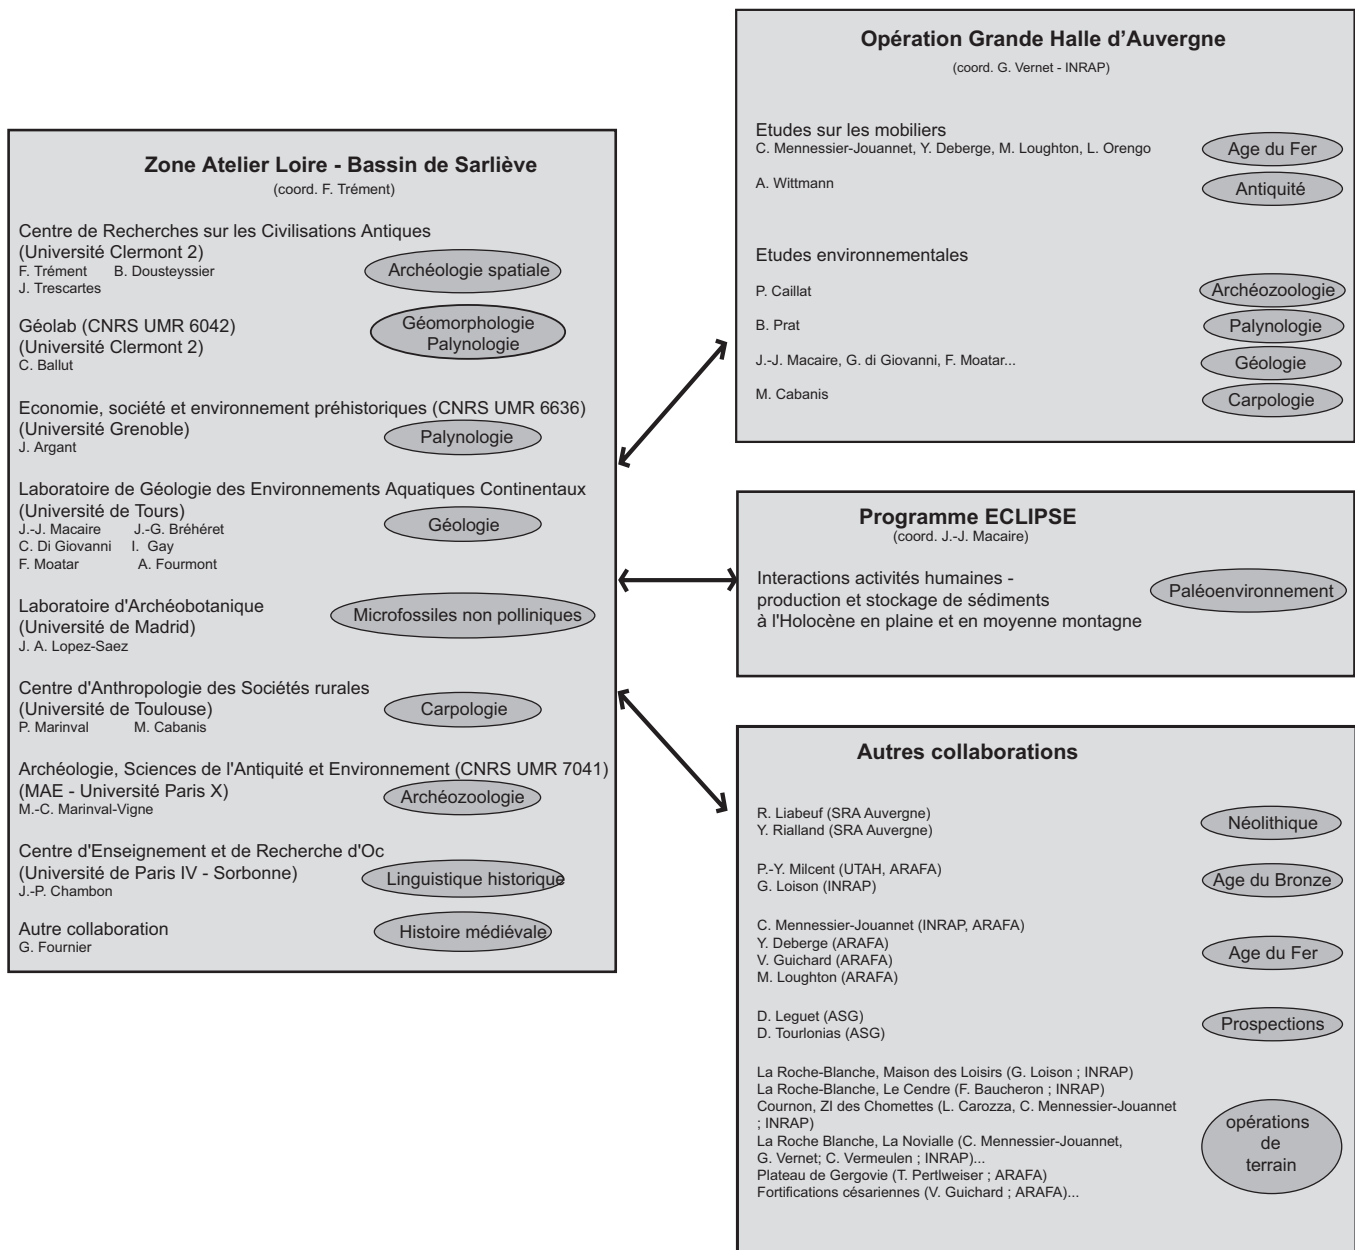 Zone Atelier Loire - Bassin de Sarliève
(coord. F. Trément)
Centre de Recherches sur les Civilisations Antiques
(Université Clermont 2)
F. Trément B. Dousteyssier
J. Trescartes
Archéologie spatiale
Géolab (CNRS UMR 6042)
(Université Clermont 2)
C. Ballut
Géomorphologie
Palynologie
Economie, société et environnement préhistoriques (CNRS UMR 6636)
(Université Grenoble)
J. Argant
Palynologie
Laboratoire de Géologie des Environnements Aquatiques Continentaux
(Université de Tours)
J.-J. Macaire J.-G. Bréhéret
C. Di Giovanni I. Gay
F. Moatar A. Fourmont
Géologie
Laboratoire d'Archéobotanique
(Université de Madrid)
J. A. Lopez-Saez
Microfossiles non polliniques
Centre d'Anthropologie des Sociétés rurales
(Université de Toulouse)
P. Marinval M. Cabanis
Carpologie
Archéologie, Sciences de l'Antiquité et Environnement (CNRS UMR 7041)
(MAE - Université Paris X)
M.-C. Marinval-Vigne
Archéozoologie
Centre d'Enseignement et de Recherche d'Oc
(Université de Paris IV - Sorbonne)
J.-P. Chambon
Linguistique historique
Autre collaboration
G. Fournier
Histoire médiévale
Opération Grande Halle d'Auvergne
(coord. G. Vernet - INRAP)
Etudes sur les mobiliers
C. Mennessier-Jouannet, Y. Deberge, M. Loughton, L. Orengo
Age du Fer
A. Wittmann
Antiquité
Etudes environnementales
P. Caillat
Archéozoologie
B. Prat
Palynologie
J.-J. Macaire, G. di Giovanni, F. Moatar...
Géologie
M. Cabanis
Carpologie
Programme ECLIPSE
(coord. J.-J. Macaire)
Interactions activités humaines -
production et stockage de sédiments
à l'Holocène en plaine et en moyenne montagne
Paléoenvironnement
Autres collaborations
R. Liabeuf (SRA Auvergne)
Y. Rialland (SRA Auvergne)
Néolithique
P.-Y. Milcent (UTAH, ARAFA)
G. Loison (INRAP)
Age du Bronze
C. Mennessier-Jouannet (INRAP, ARAFA)
Y. Deberge (ARAFA)
V. Guichard (ARAFA)
M. Loughton (ARAFA)
Age du Fer
D. Leguet (ASG)
D. Tourlonias (ASG)
Prospections
La Roche-Blanche, Maison des Loisirs (G. Loison ; INRAP)
La Roche-Blanche, Le Cendre (F. Baucheron ; INRAP)
Cournon, ZI des Chomettes (L. Carozza, C. Mennessier-Jouannet
; INRAP)
La Roche Blanche, La Novialle (C. Mennessier-Jouannet,
G. Vernet; C. Vermeulen ; INRAP)...
Plateau de Gergovie (T. Pertlweiser ; ARAFA)
Fortifications césariennes (V. Guichard ; ARAFA)...
opérations
de
terrain